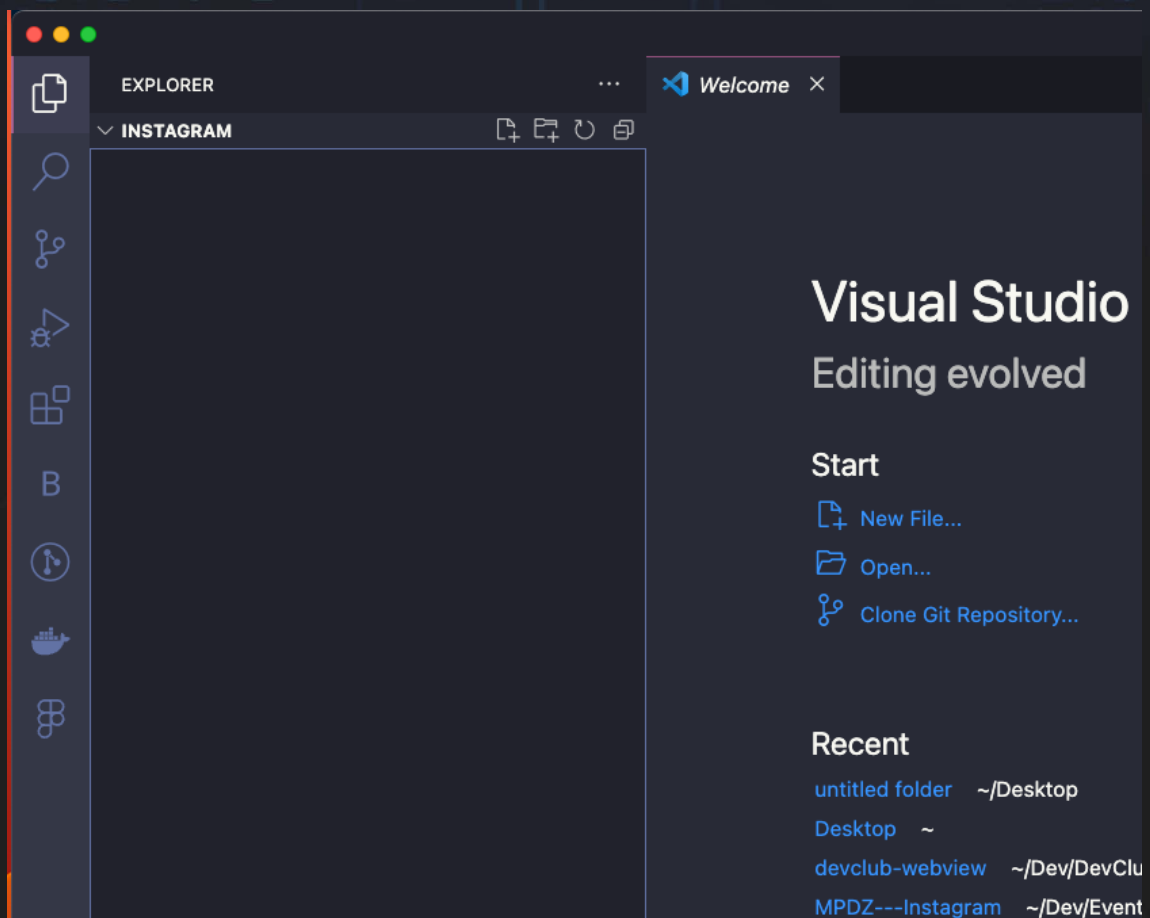 EXPLORER
INSTAGRAM
Welcome
Visual Studio
Editing evolved
Start
New File...
Open...
Clone Git Repository...
Recent
untitled folder ~/Desktop
Desktop ~
devclub-webview ~/Dev/DevClu
MPDZ---Instagram ~/Dev/Event
B